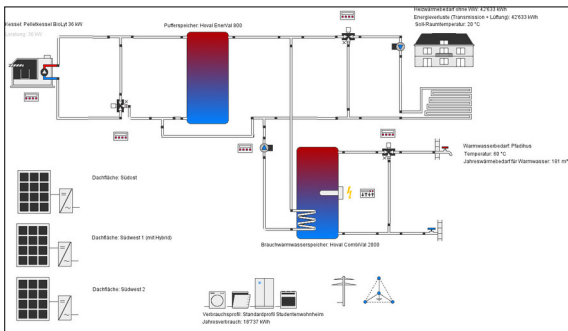 Heizwärmebedarf ohne WW: 42'633 kWh
Energieverluste (Transmission + Lüftung): 42'633 kWh
Soll-Raumtemperatur: 20 °C
Kessel: Pelletkessel BioLyt 36 kW
Leistung: 36 kW
Pufferspeicher: Hoval EnerVal 800
Warmwasserbedarf: Pfadihus
Temperatur: 60 °C
Jahreswärmebedarf für Warmwasser: 181 m³
Dachfläche: Südost
Dachfläche: Südwest 1 (mit Hybrid)
Brauchwarmwasserspeicher: Hoval CombiVal 2000
Dachfläche: Südwest 2
Verbrauchsprofil: Standardprofil Studentenwohnheim
Jahresverbrauch: 18'737 kWh